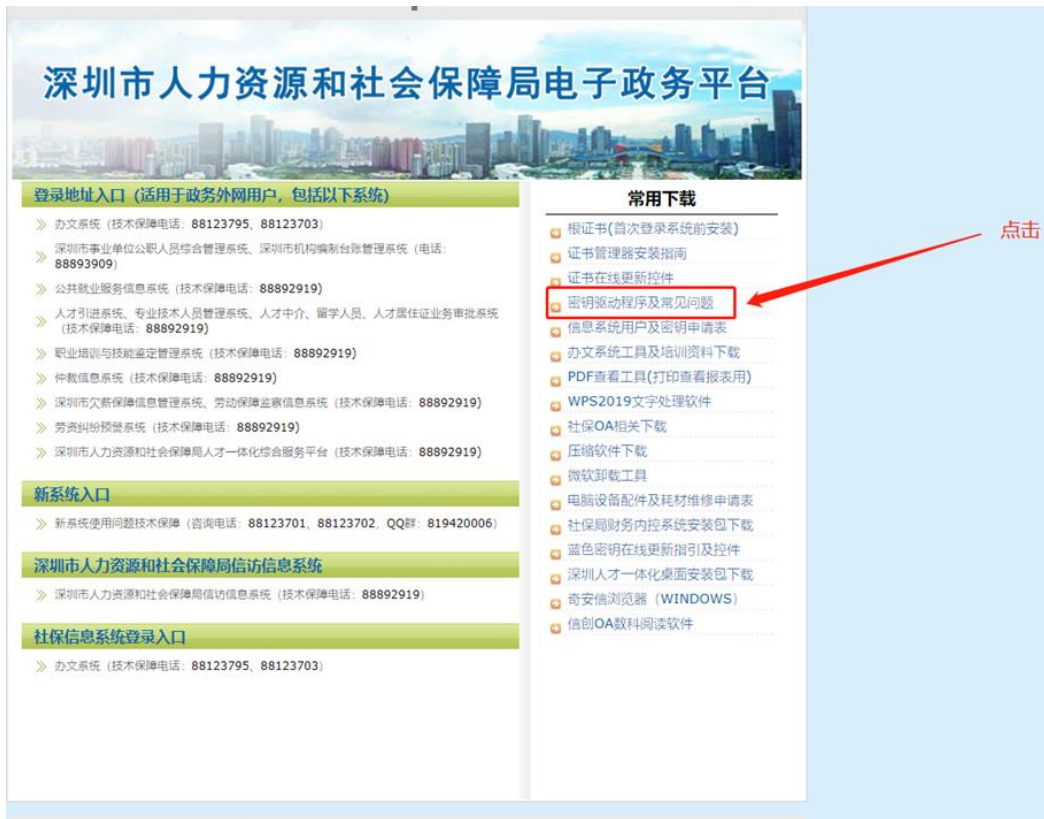 深圳市人力资源和社会保障局电子政务平台
登录地址入口（适用于政务外网用户，包括以下系统)
办文系统（技术保障电话：88123795、88123703）
深圳市事业单位公职人员综合管理系统、深圳市机构编制台账管理系统（电话：
88893909）
公共就业服务信息系统（技术保障电话：88892919)
人才引进系统、专业技术人员管理系统、人才中介、留学人员、人才居住证业务审批系统
（技术保障电话：88892919)
职业培训与技能鉴定管理系统（技术保障电话：88892919)
仲裁信息系统（技术保障电话：88892919)
深圳市欠薪保障信息管理系统、劳动保障监察信息系统（技术保障电话：88892919)
劳资纠纷预警系统（技术保障电话：88892919)
深圳市人力资源和社会保障局人才一体化综合服务平台（技术保障电话：88892919)
新系统入口
新系统使用问题技术保障（咨询电话：88123701、88123702，QQ群：819420006）
深圳市人力资源和社会保障局信访信息系统
深圳市人力资源和社会保障局信访信息系统（技术保障电话：88892919）
社保信息系统登录入口
办文系统（技术保障电话：88123795、88123703）
常用下载
根证书(首次登录系统前安装)
证书管理器安装指南
证书在线更新控件
密钥驱动程序及常见问题
信息系统用户及密钥申请表
办文系统工具及培训资料下载
PDF查看工具(打印查看报表用)
WPS2019文字处理软件
社保OA相关下载
压缩软件下载
微软卸载工具
电脑设备配件及耗材维修申请表
社保局财务内控系统安装包下载
蓝色密钥在线更新指引及控件
深圳人才一体化桌面安装包下载
奇安信浏览器（WINDOWS）
信创OA数科阅读软件
点击